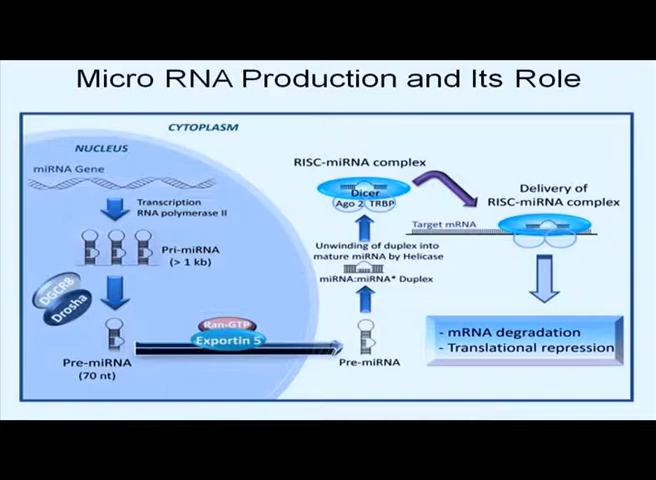 Micro RNA Production and Its Role
CYTOPLASM
NUCLEUS
miRNA Gene
Transcription
RNA polymerase II
Pri-miRNA
(> 1 kb)
DGCR8
Drosha
Pre-miRNA
(70 nt)
Ran-GTP
Exportin 5
Pre-miRNA
miRNA:miRNA* Duplex
Unwinding of duplex into
mature miRNA by Helicase
RISC-miRNA complex
Dicer
Ago 2 TRBP
Delivery of
RISC-miRNA complex
Target mRNA
- mRNA degradation
- Translational repression